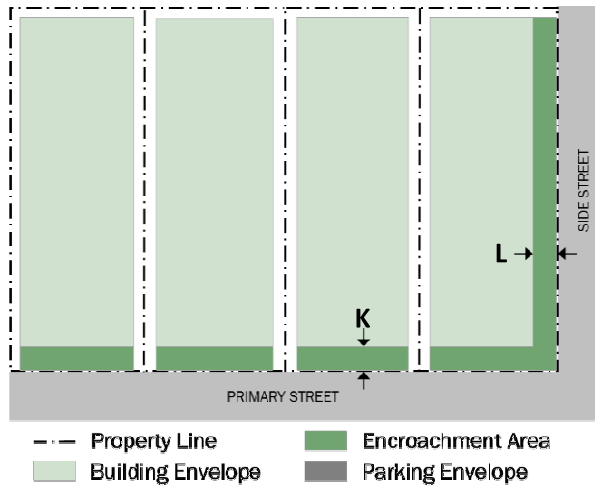 SIDE STREET
L
K
PRIMARY STREET
Property Line
Encroachment Area
Building Envelope
Parking Envelope